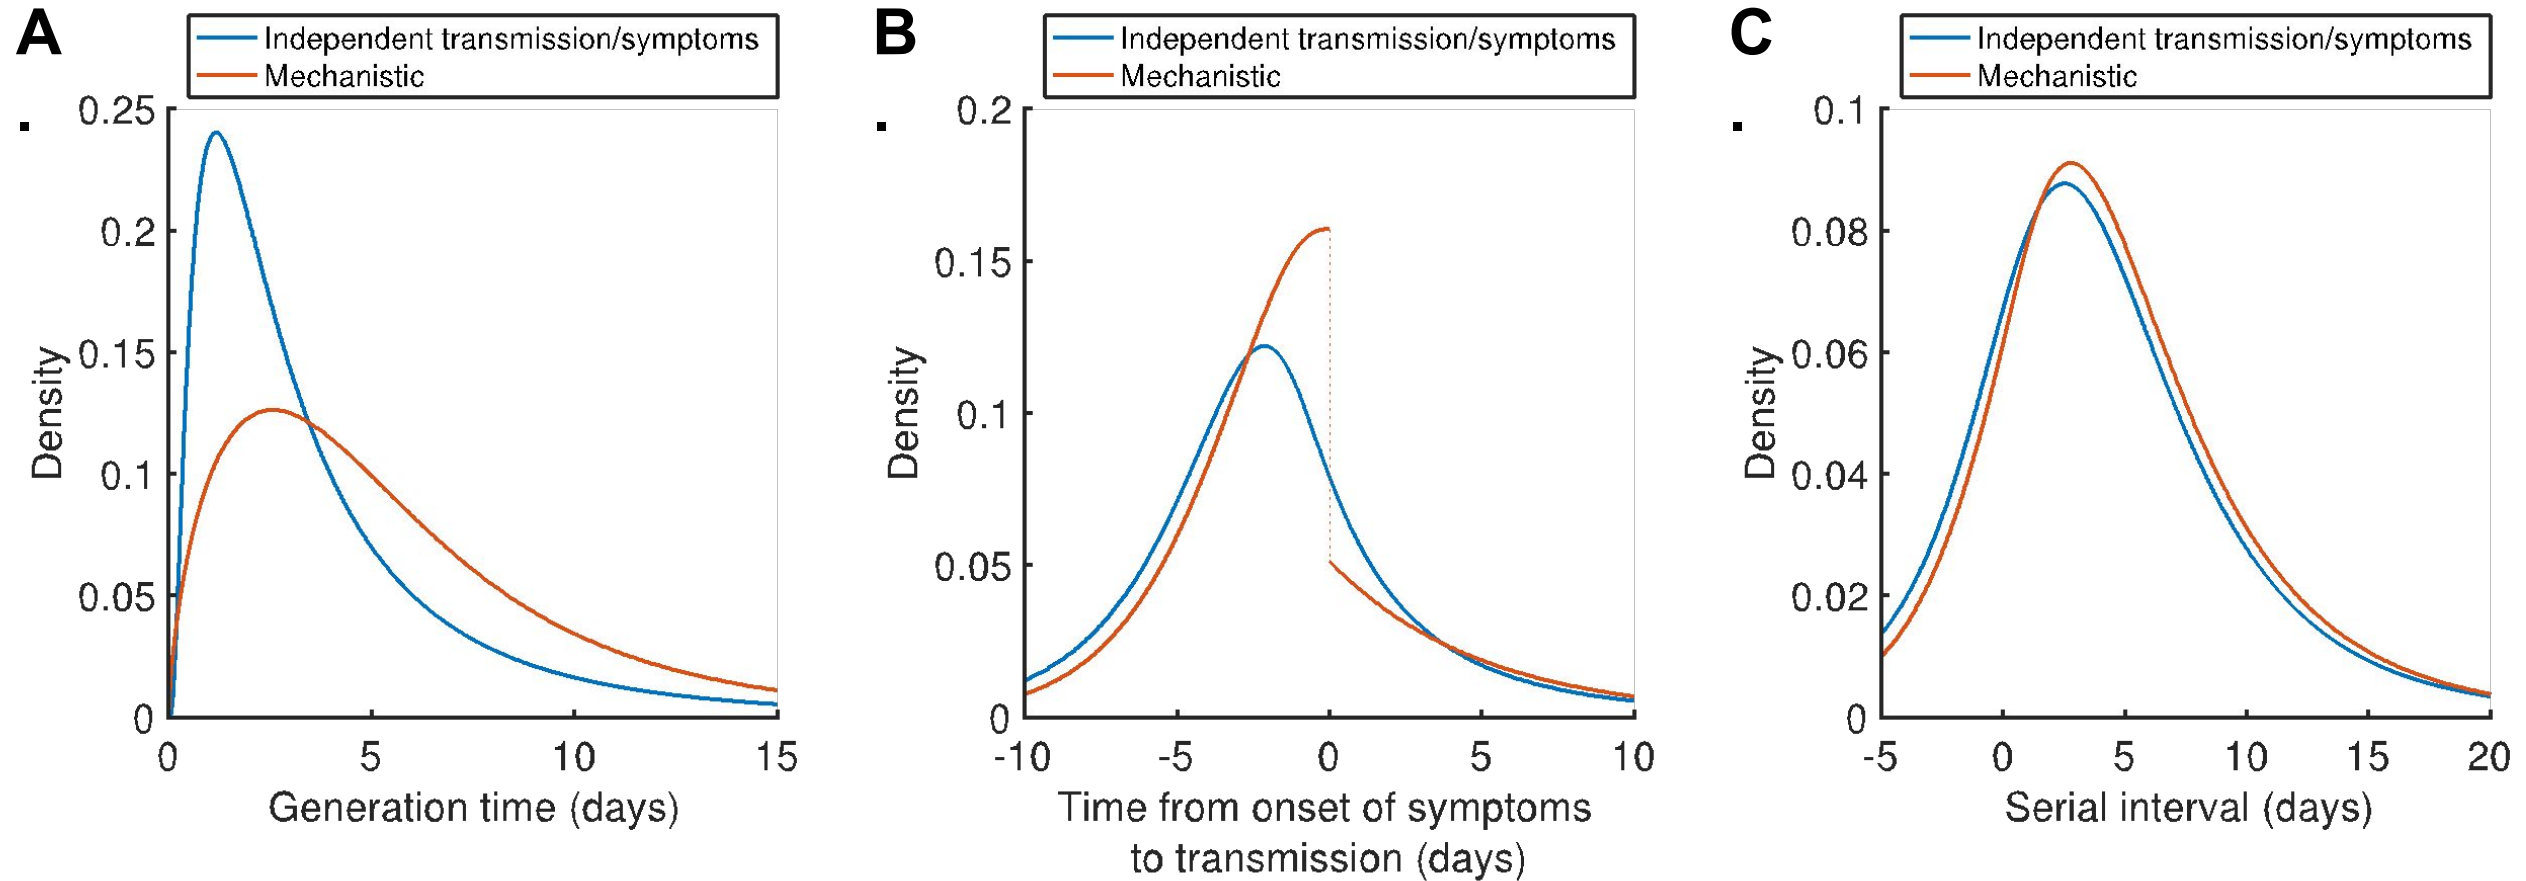 A
Independent transmission/symptoms
Mechanistic
.
0.25
0.2
0.15
0.1
0.05
0
Density
0 5 10 15
Generation time (days)
B
Independent transmission/symptoms
Mechanistic
.
0.2
0.15
0.1
0.05
0
Density
-10 -5 0 5 10
Time from onset of symptoms
to transmission (days)
C
Independent transmission/symptoms
Mechanistic
.
0.1
0.08
0.06
0.04
0.02
0
Density
-5 0 5 10 15 20
Serial interval (days)